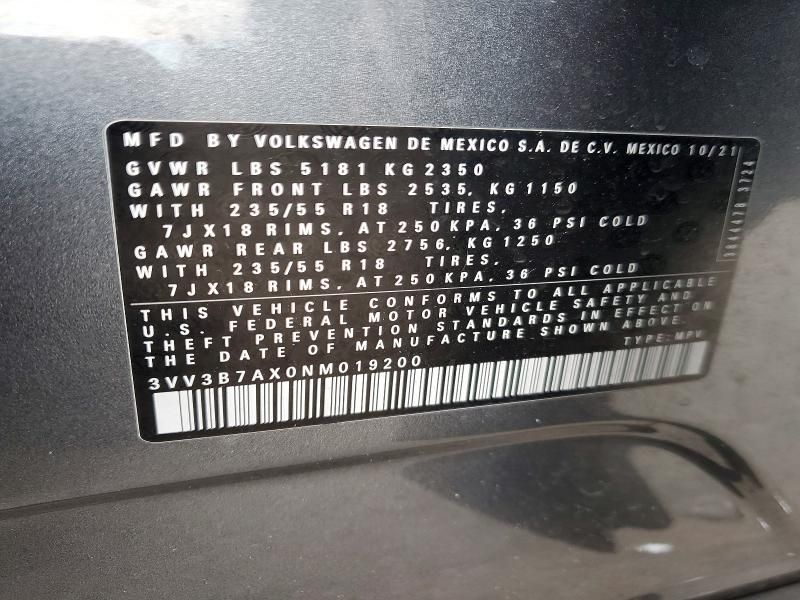 MFD BY VOLKSWAGEN DE MEXICO S.A. DE C.V. MEXICO 10/21
GVWR LBS 5181 KG 2350
GAWR FRONT LBS 2535, KG 1150
WITH 235/55 R18 TIRES,
7JX18 RIMS, AT 250 KPA, 36 PSI COLD
GAWR REAR LBS 2756, KG 1250
WITH 235/55 R18 TIRES,
7JX18 RIMS, AT 250 KPA, 36 PSI COLD
THIS VEHICLE CONFORMS TO ALL APPLICABLE
U.S. FEDERAL MOTOR VEHICLE SAFETY AND
THEFT PREVENTION STANDARDS IN EFFECT ON
THE DATE OF MANUFACTURE SHOWN ABOVE.
TYPE: MPV
3VV3B7AX0NM019200
3724